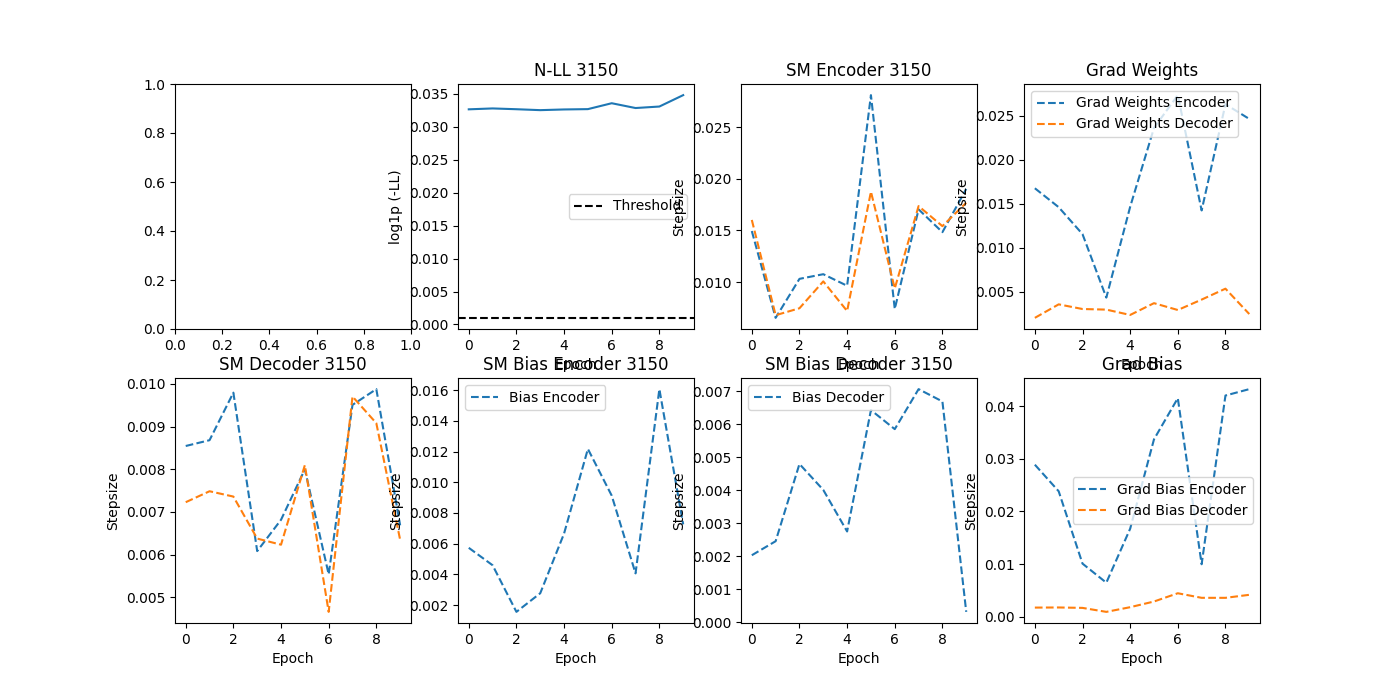 N-LL 3150
SM Encoder 3150
Grad Weights
1.0
0.8
0.6
0.4
0.2
0.0
0.0 0.2 0.4 0.6 0.8 1.0
log1p (-LL)
0.035
0.030
0.025
0.020
0.015
0.010
0.005
0.000
Threshold
0 2 4 6 8
Epoch
Stepsize
0.025
0.020
0.015
0.010
0 2 4 6 8
Epoch
Stepsize
0.025
0.020
0.015
0.010
0.005
Grad Weights Encoder
Grad Weights Decoder
0 2 4 6 8
Epoch
SM Decoder 3150
SM Bias Encoder 3150
SM Bias Decoder 3150
Grad Bias
Stepsize
0.010
0.009
0.008
0.007
0.006
0.005
0 2 4 6 8
Epoch
Stepsize
0.016
0.014
0.012
0.010
0.008
0.006
0.004
0.002
Bias Encoder
0 2 4 6 8
Epoch
Stepsize
0.007
0.006
0.005
0.004
0.003
0.002
0.001
0.000
Bias Decoder
0 2 4 6 8
Epoch
Stepsize
0.04
0.03
0.02
0.01
0.00
Grad Bias Encoder
Grad Bias Decoder
0 2 4 6 8
Epoch